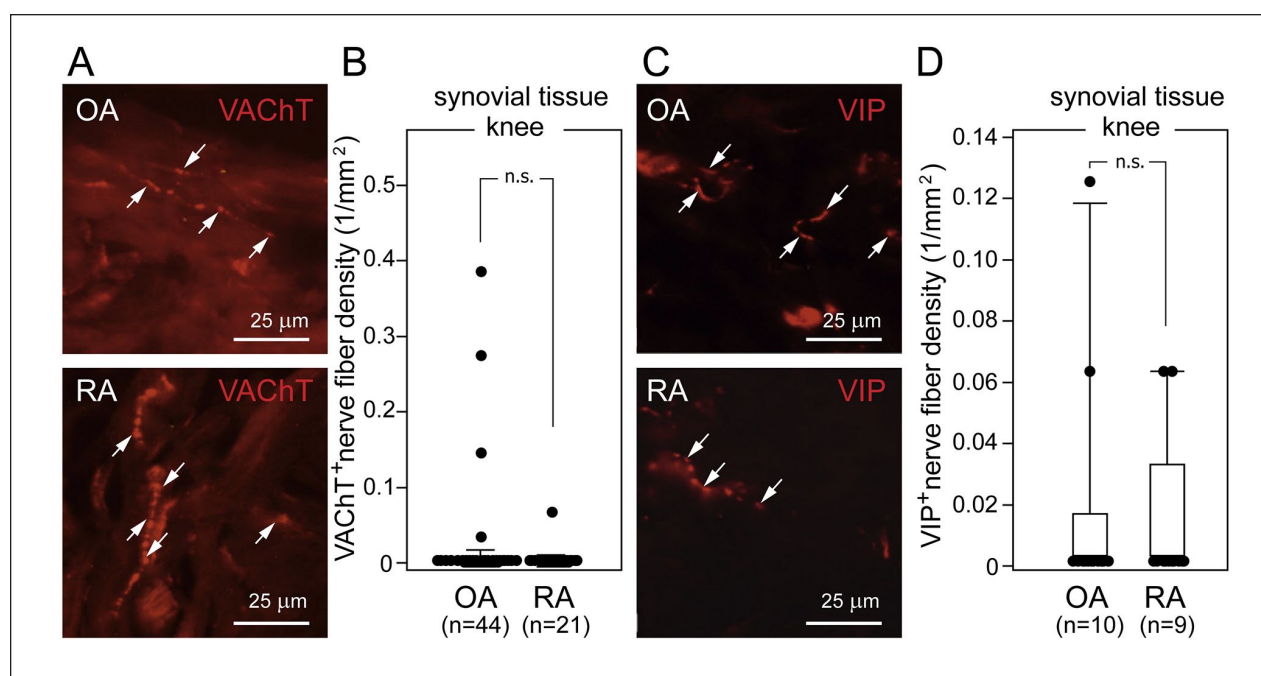 A
OA VAChT
25 μm
RA VAChT
25 μm
B
synovial tissue
knee
VAChT⁺nerve fiber density (1/mm²)
0.5
0.4
0.3
0.2
0.1
0
n.s.
OA RA
(n=44) (n=21)
C
OA VIP
25 μm
RA VIP
25 μm
D
synovial tissue
knee
VIP⁺nerve fiber density (1/mm²)
0.14
0.12
0.10
0.08
0.06
0.04
0.02
0
n.s.
OA RA
(n=10) (n=9)